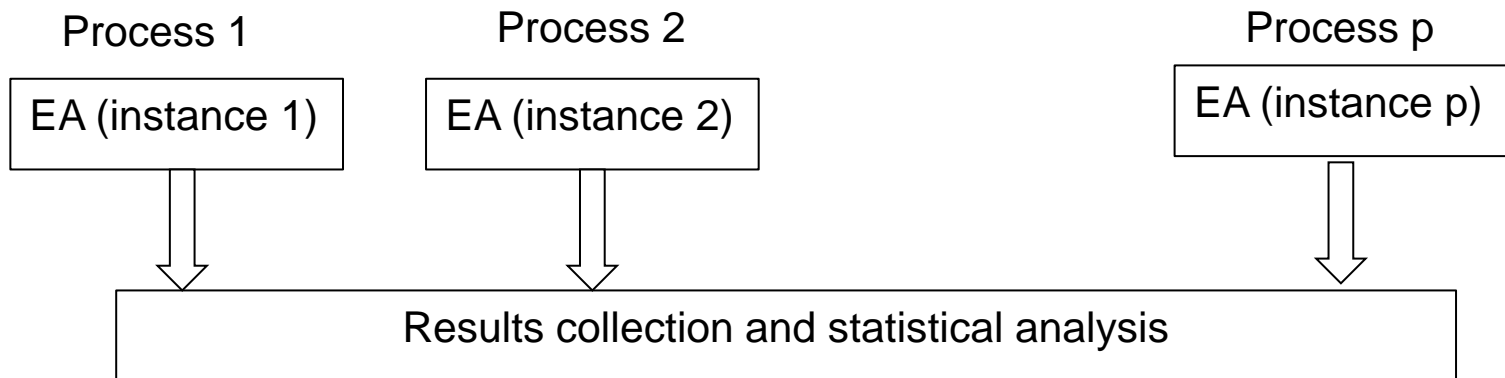 Process 1
Process 2
Process p
EA (instance 1)
EA (instance 2)
EA (instance p)
Results collection and statistical analysis